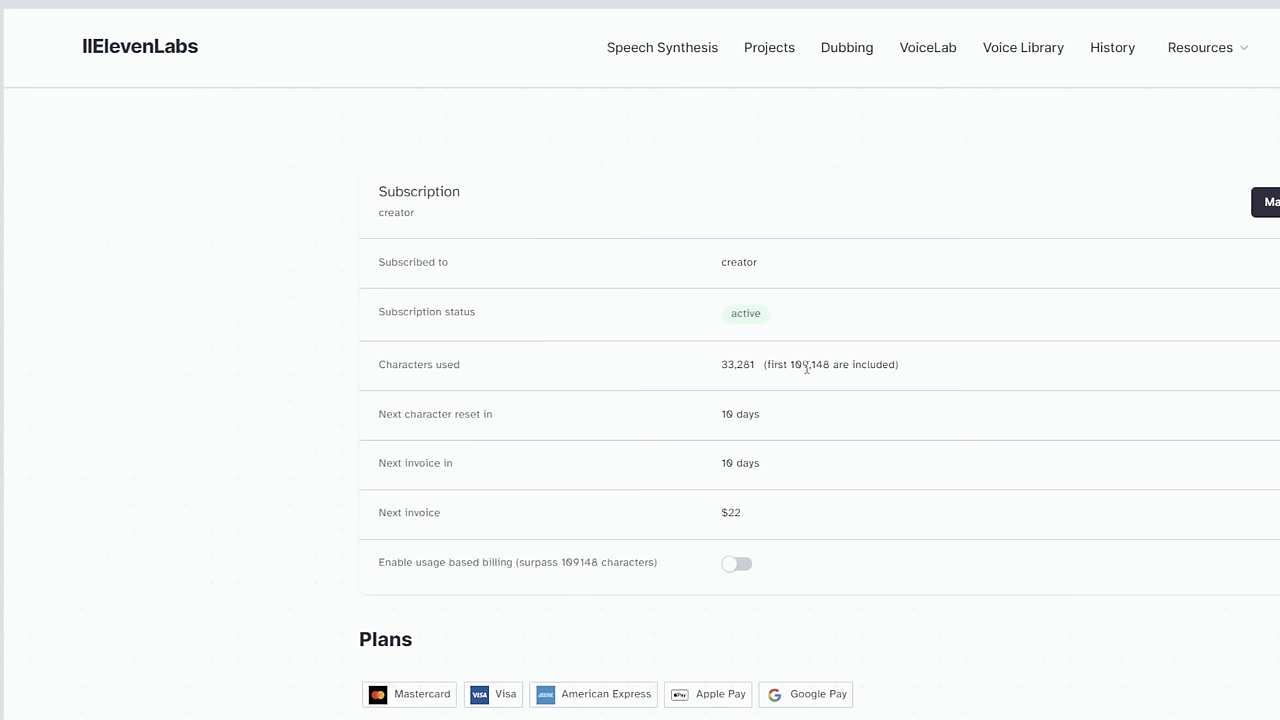 IIElevenLabs
Speech Synthesis Projects Dubbing VoiceLab Voice Library History Resources
Subscription
creator
Subscribed to creator
Subscription status active
Characters used 33,281 (first 109,148 are included)
Next character reset in 10 days
Next invoice in 10 days
Next invoice $22
Enable usage based billing (surpass 109148 characters)
Plans
Mastercard VISA Visa American Express Pay Apple Pay Google Pay